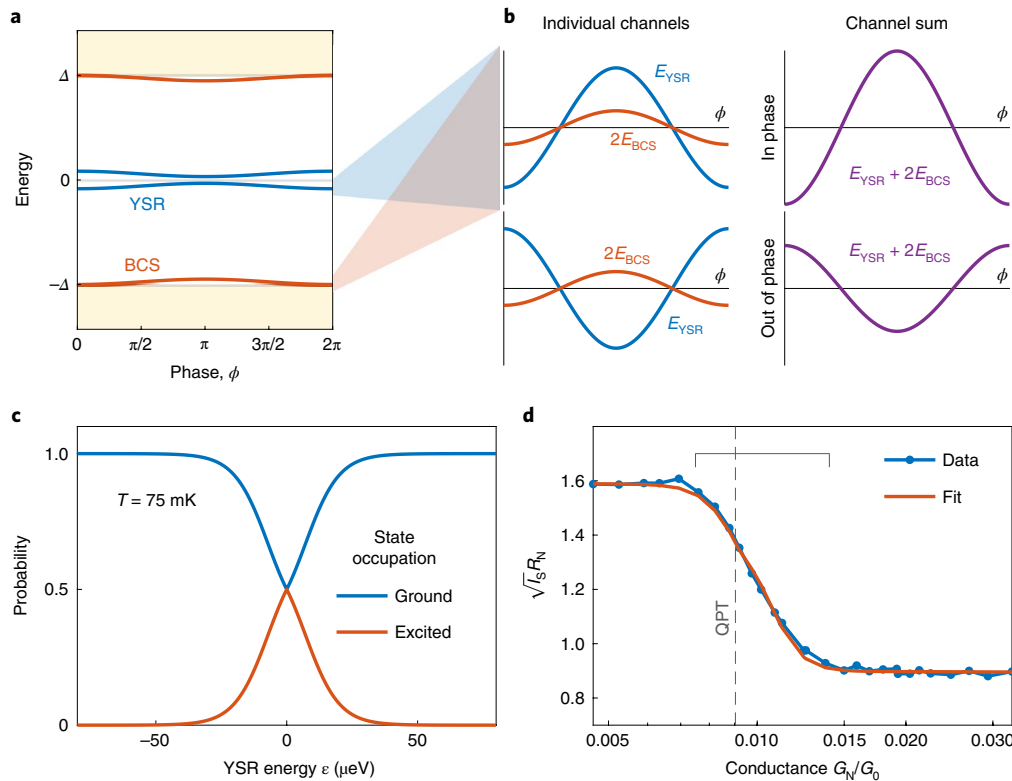 a
Energy
Δ
0
−Δ
YSR
BCS
0
π/2
π
3π/2
2π
Phase, ϕ
b
Individual channels
Channel sum
E_YSR
ϕ
2E_BCS
In phase
ϕ
E_YSR + 2E_BCS
2E_BCS
ϕ
E_YSR
Out of phase
E_YSR + 2E_BCS
ϕ
c
Probability
1.0
0.5
0
T = 75 mK
State
occupation
Ground
Excited
−50
0
50
YSR energy ε (μeV)
d
√I_S R_N
1.6
1.4
1.2
1.0
0.8
QPT
Data
Fit
0.005
0.010
0.020
0.030
Conductance G_N/G_0